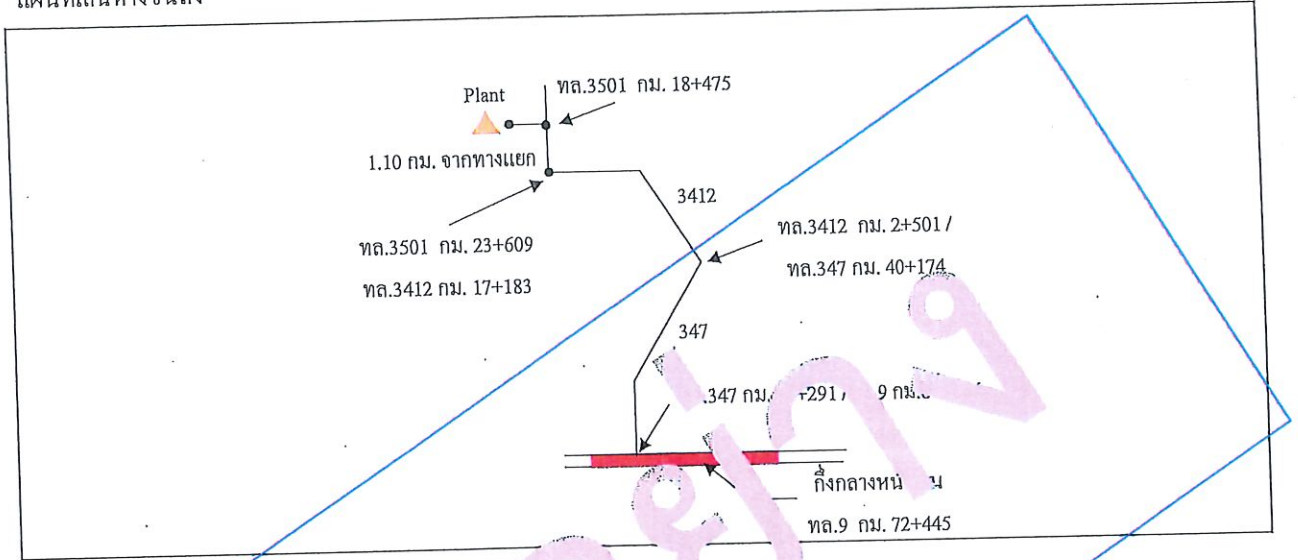 แผนที่เส้นทางขนส่ง
Plant
ทล.3501 กม. 18+475
1.10 กม. จากทางแยก
3412
ทล.3501 กม. 23+609
ทล.3412 กม. 17+183
ทล.3412 กม. 2+501 /
ทล.347 กม. 40+174
347
.347 กม. +291 / 9 กม.
กึ่งกลางหน้
ทล.9 กม. 72+445